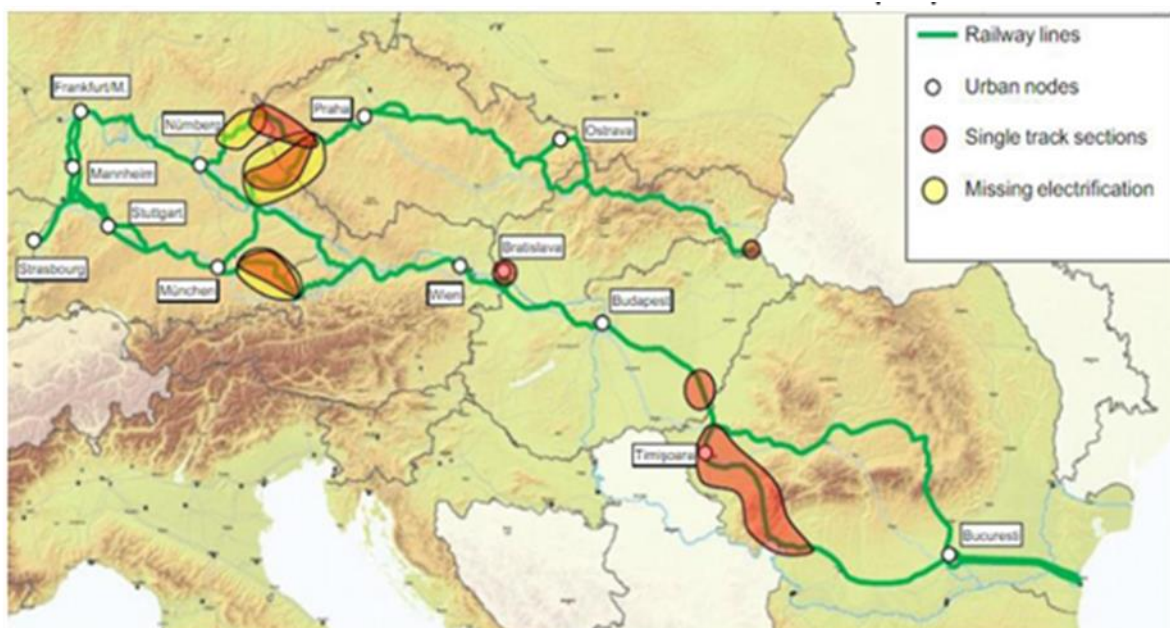 Railway lines
Urban nodes
Single track sections
Missing electrification
Frankfurt/M.
Nürnberg
Praha
Ostrava
Mannheim
Stuttgart
Strasbourg
München
Wien
Bratislava
Budapest
Timişoara
Bucuresti